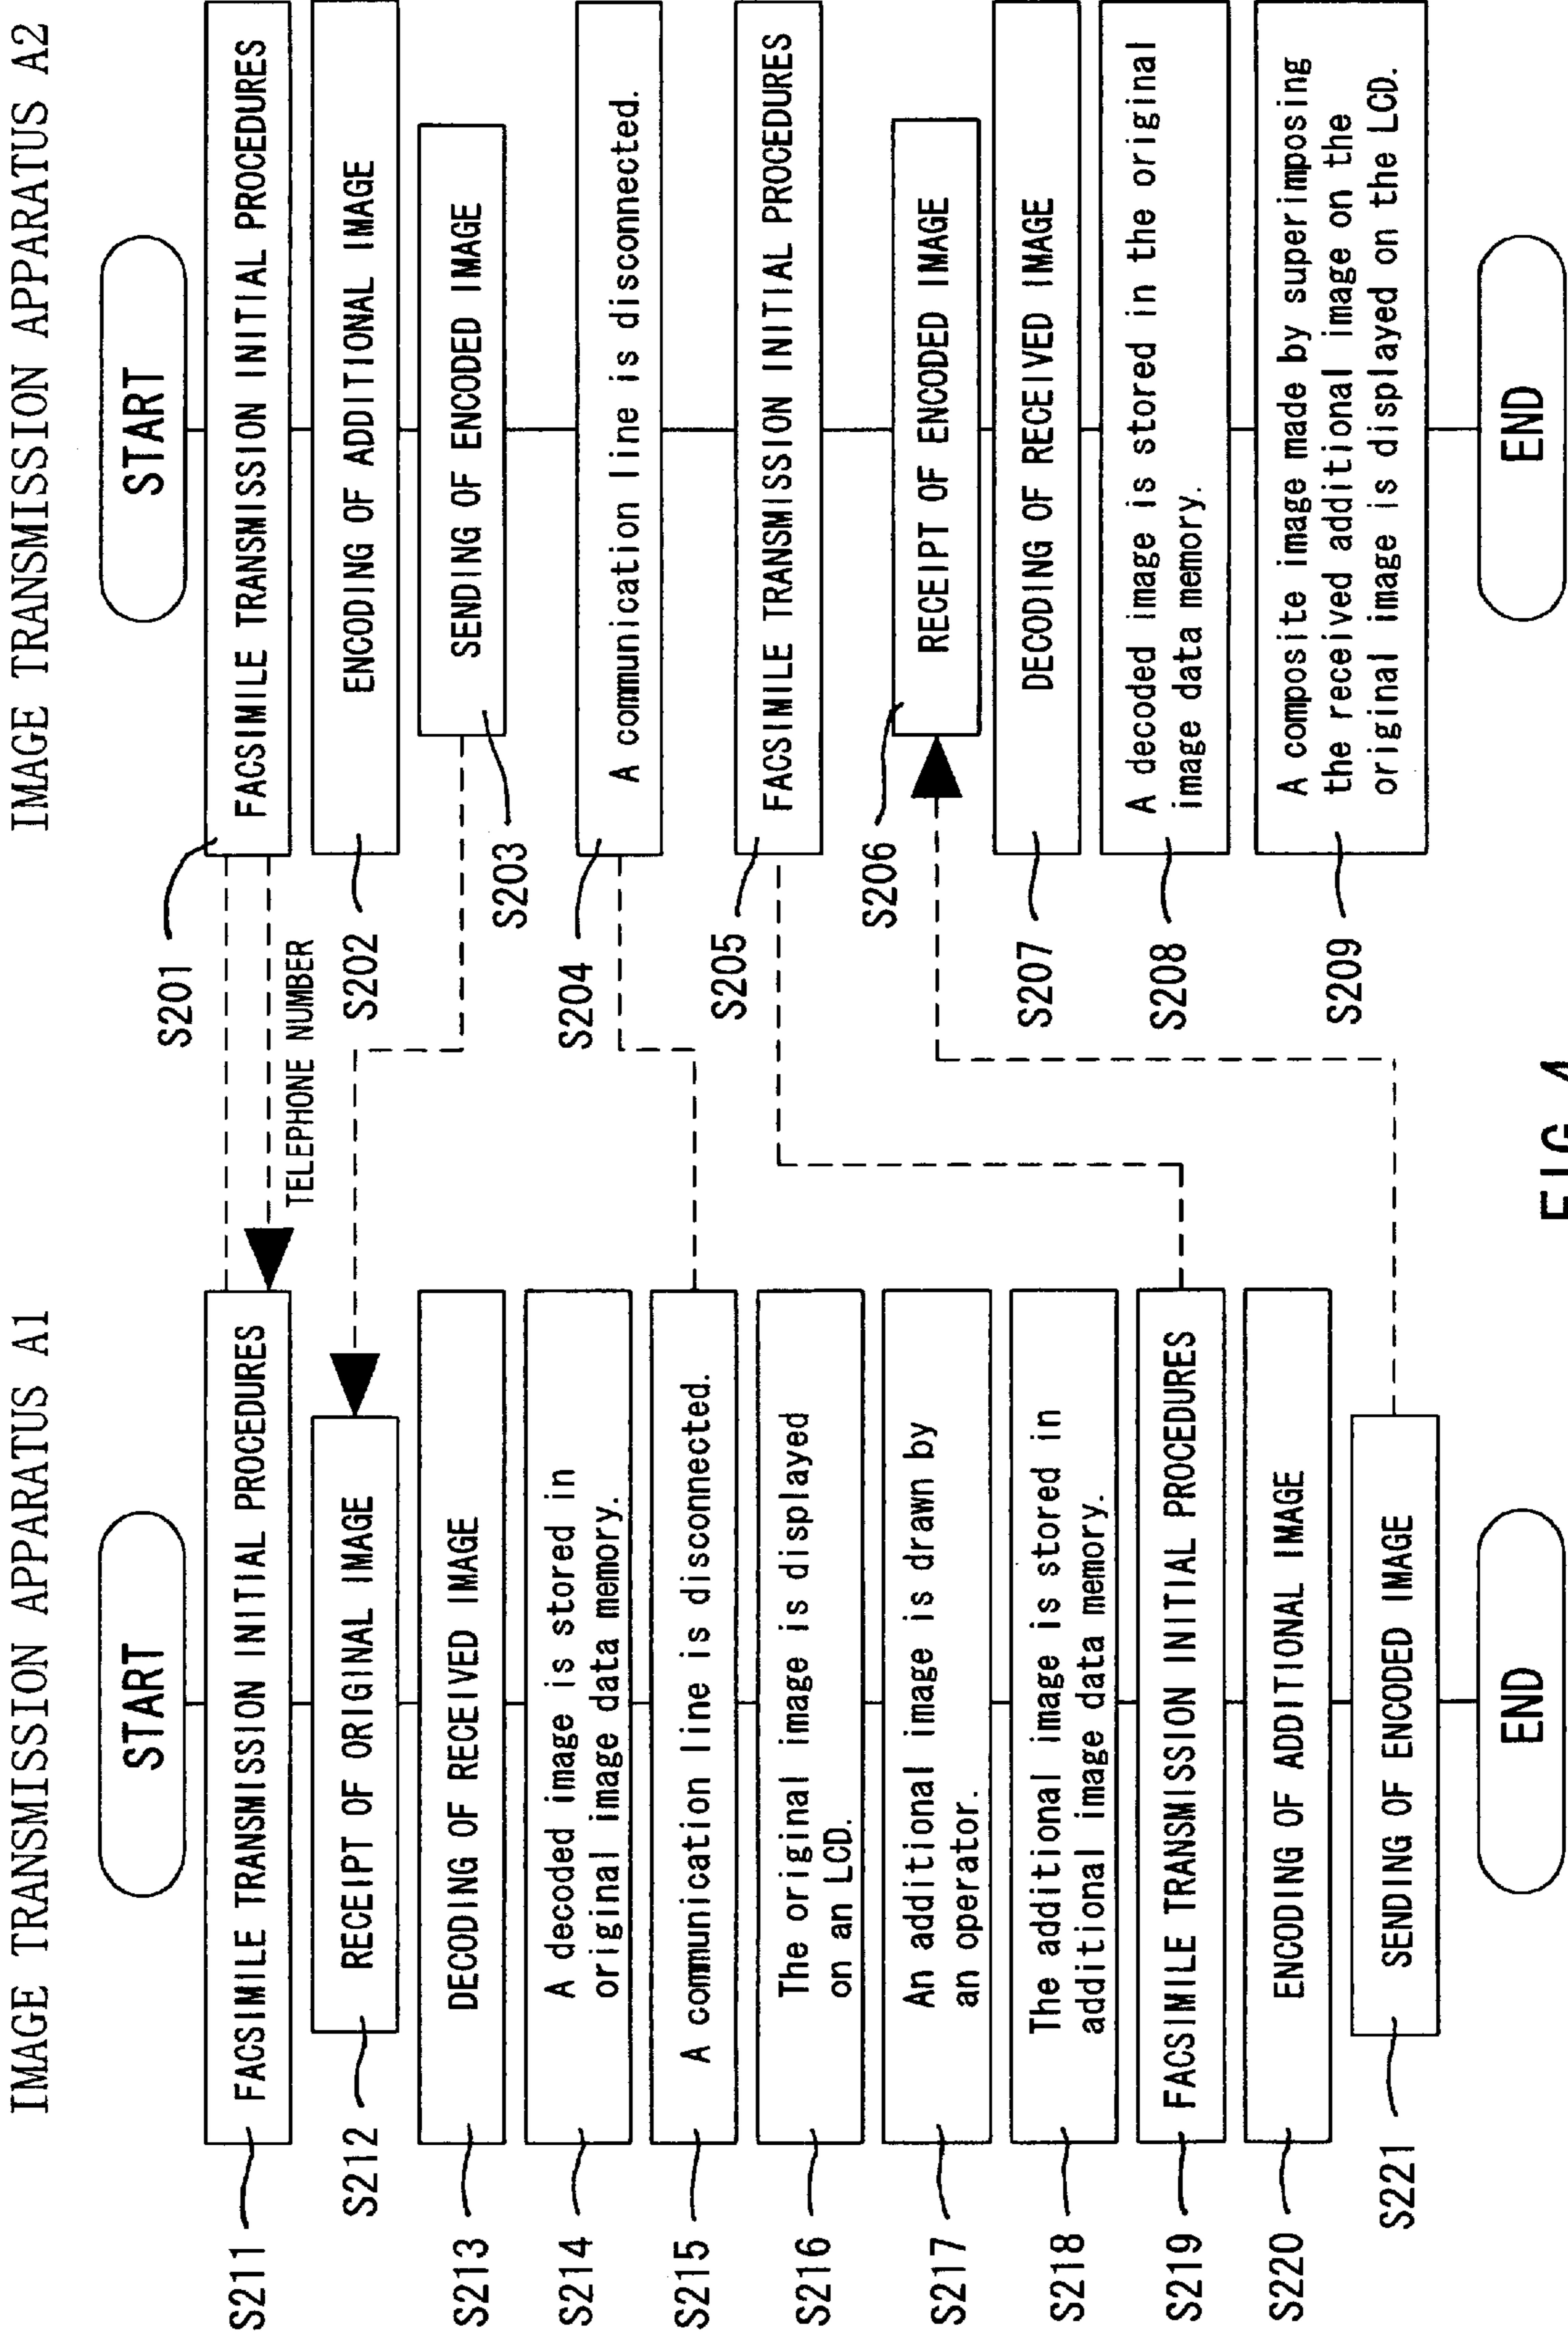 IMAGE TRANSMISSION APPARATUS A1
START
S211
FACSIMILE TRANSMISSION INITIAL PROCEDURES
S212
RECEIPT OF ORIGINAL IMAGE
S213
DECODING OF RECEIVED IMAGE
S214
A decoded image is stored in
original image data memory.
S215
A communication line is disconnected.
S216
The original image is displayed
on an LCD.
S217
An additional image is drawn by
an operator.
S218
The additional image is stored in
additional image data memory.
S219
FACSIMILE TRANSMISSION INITIAL PROCEDURES
S220
ENCODING OF ADDITIONAL IMAGE
S221
SENDING OF ENCODED IMAGE
END
TELEPHONE NUMBER
IMAGE TRANSMISSION APPARATUS A2
START
S201
FACSIMILE TRANSMISSION INITIAL PROCEDURES
S202
ENCODING OF ADDITIONAL IMAGE
S203
SENDING OF ENCODED IMAGE
S204
A communication line is disconnected.
S205
FACSIMILE TRANSMISSION INITIAL PROCEDURES
S206
RECEIPT OF ENCODED IMAGE
S207
DECODING OF RECEIVED IMAGE
S208
A decoded image is stored in the original
image data memory.
S209
A composite image made by superimposing
the received additional image on the
original image is displayed on the LCD.
END